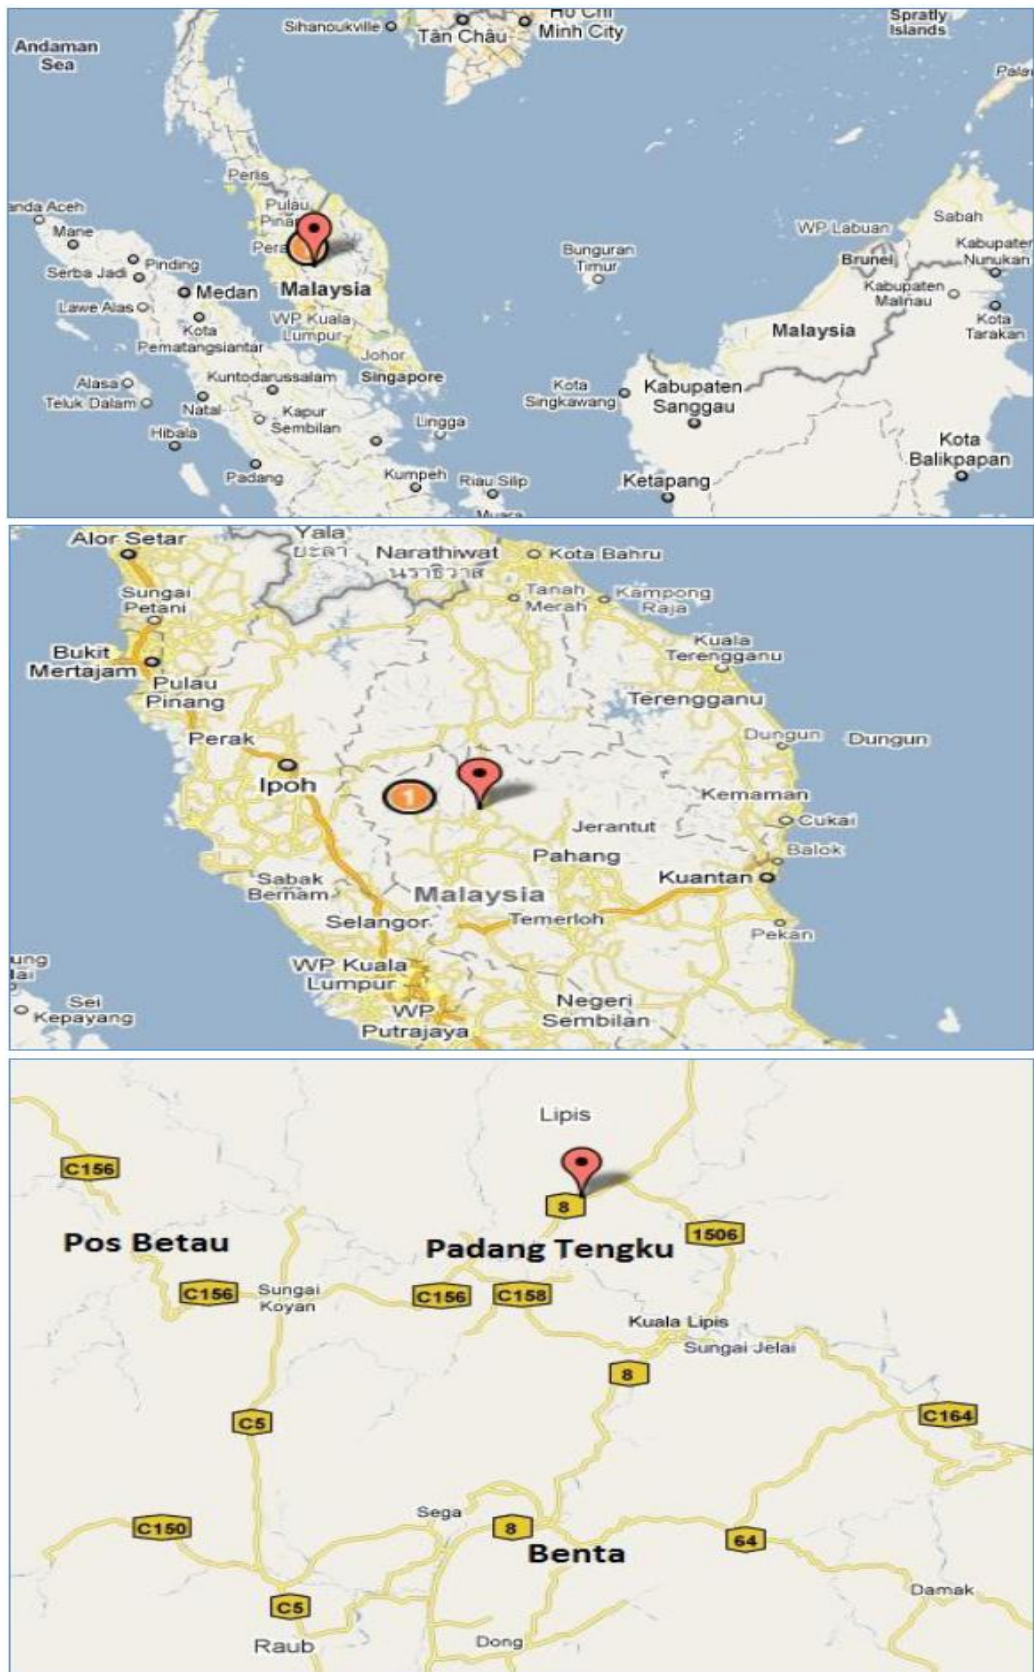 Sihanoukville
Tân Châu
Ho Chi
Minh City
Spratly
Islands
Andaman
Sea
Perlis
Pulau
Mane
Pinding
Serba Jadi
Medan
Lawe Alas
Kota
Pematangsiantar
Malaysia
WP Kuala
Lumpur
Johor
Singapore
Alasa
Teluk Dalam
Kuntodarussalam
Natal
Kapur
Sembilan
Hibala
Padang
Lingga
Kumpeh
Riau Silip
Bunguran
Timur
WP Labuan
Brunei
Sabah
Kabupaten
Malinau
Nunukan
Malaysia
Kota
Tarakan
Kota
Singkawang
Kabupaten
Sanggau
Ketapang
Kota
Balikpapan
Alor Setar
Yala
ยะลา
Narathiwat
นราธิวาส
Kota Bahru
Sungai
Petani
Tanah
Merah
Kampong
Raja
Bukit
Mertajam
Pulau
Pinang
Kuala
Terengganu
Terengganu
Perak
Ipoh
1
Dungun
Dungun
Kemaman
Cukai
Jerantut
Pahang
Balok
Kuantan
Sabak
Bernam
Malaysia
Selangor
Temerloh
Pekan
WP Kuala
Lumpur
WP
Putrajaya
Negeri
Sembilan
Sei
Kepayang
Lipis
C156
8
1506
Pos Betau
Padang Tengku
C156
Sungai
Koyan
C156
C158
Kuala Lipis
Sungai Jelai
8
C5
C164
C150
Sega
8
Benta
64
C5
Raub
Dong
Damak